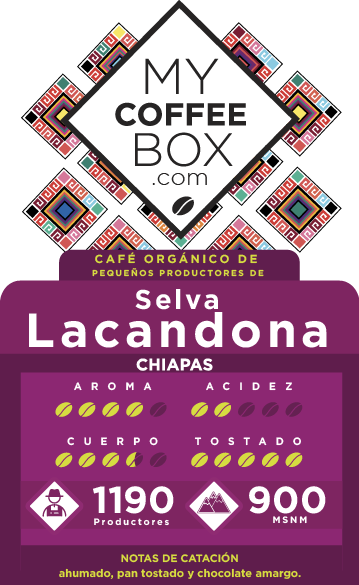 MY
COFFEE
BOX
.com
CAFÉ ORGÁNICO DE
PEQUEÑOS PRODUCTORES DE
Selva
Lacandona
CHIAPAS
AROMA ACIDEZ
CUERPO TOSTADO
1190 900
Productores MSNM
NOTAS DE CATACIÓN
ahumado, pan tostado y chocolate amargo.